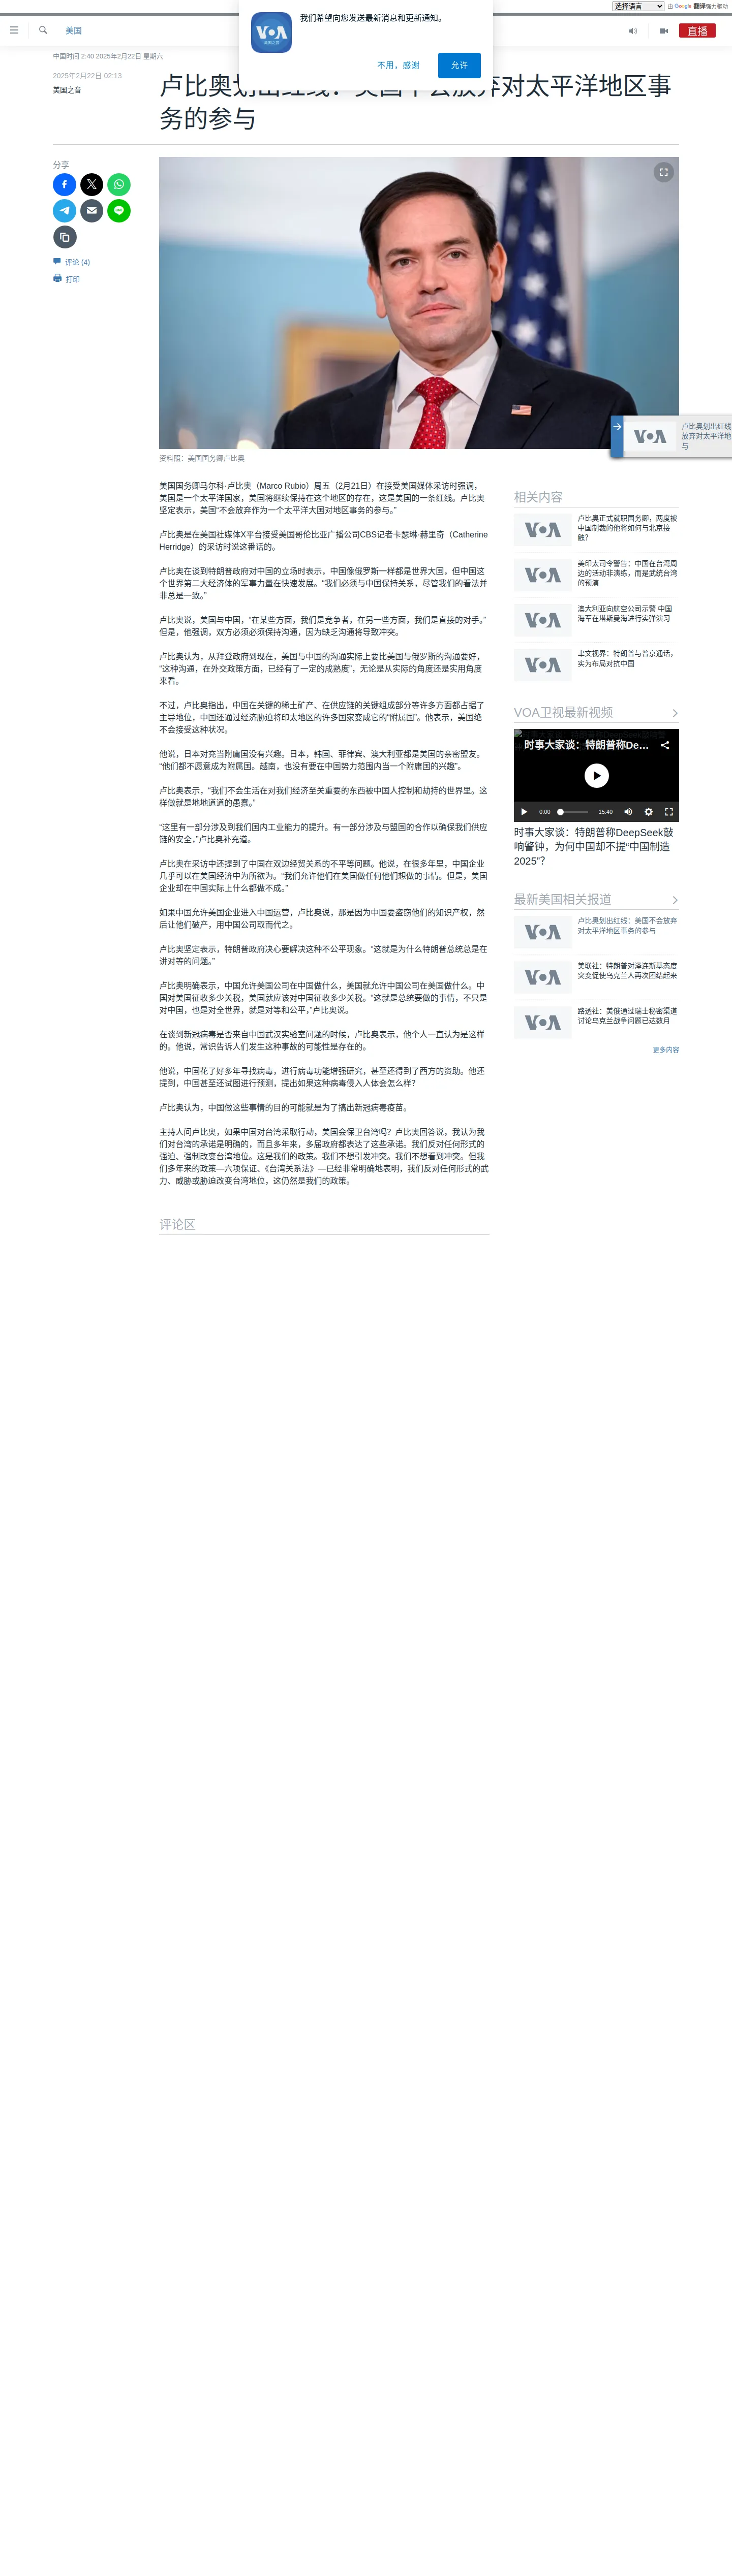 选择语言
由 Google 翻译强力驱动
我们希望向您发送最新消息和更新通知。
VOA
不用，感谢
允许
美国
直播
中国时间 2:40 2025年2月22日 星期六
2025年2月22日 02:13
美国之音
卢比奥划出红线：美国不会放弃对太平洋地区事
务的参与
分享
评论 (4)
打印
卢比奥划出红线
放弃对太平洋地
与
资料照：美国国务卿卢比奥
美国国务卿马尔科·卢比奥（Marco Rubio）周五（2月21日）在接受美国媒体采访时强调，
美国是一个太平洋国家，美国将继续保持在这个地区的存在，这是美国的一条红线。卢比奥
坚定表示，美国“不会放弃作为一个太平洋大国对地区事务的参与。”
卢比奥是在美国社媒体X平台接受美国哥伦比亚广播公司CBS记者卡瑟琳·赫里奇（Catherine
Herridge）的采访时说这番话的。
卢比奥在谈到特朗普政府对中国的立场时表示，中国像俄罗斯一样都是世界大国，但中国这
个世界第二大经济体的军事力量在快速发展。“我们必须与中国保持关系，尽管我们的看法并
非总是一致。”
卢比奥说，美国与中国，“在某些方面，我们是竞争者，在另一些方面，我们是直接的对手。”
但是，他强调，双方必须必须保持沟通，因为缺乏沟通将导致冲突。
卢比奥认为，从拜登政府到现在，美国与中国的沟通实际上要比美国与俄罗斯的沟通要好，
“这种沟通，在外交政策方面，已经有了一定的成熟度”，无论是从实际的角度还是实用角度
来看。
不过，卢比奥指出，中国在关键的稀土矿产、在供应链的关键组成部分等许多方面都占据了
主导地位，中国还通过经济胁迫将印太地区的许多国家变成它的“附属国”。他表示，美国绝
不会接受这种状况。
他说，日本对充当附庸国没有兴趣。日本，韩国、菲律宾、澳大利亚都是美国的亲密盟友。
“他们都不愿意成为附属国。越南，也没有要在中国势力范围内当一个附庸国的兴趣”。
卢比奥表示，“我们不会生活在对我们经济至关重要的东西被中国人控制和劫持的世界里。这
样做就是地地道道的愚蠢。”
“这里有一部分涉及到我们国内工业能力的提升。有一部分涉及与盟国的合作以确保我们供应
链的安全，”卢比奥补充道。
卢比奥在采访中还提到了中国在双边经贸关系的不平等问题。他说，在很多年里，中国企业
几乎可以在美国经济中为所欲为。“我们允许他们在美国做任何他们想做的事情。但是，美国
企业却在中国实际上什么都做不成。”
如果中国允许美国企业进入中国运营，卢比奥说，那是因为中国要盗窃他们的知识产权，然
后让他们破产，用中国公司取而代之。
卢比奥坚定表示，特朗普政府决心要解决这种不公平现象。“这就是为什么特朗普总统总是在
讲对等的问题。”
卢比奥明确表示，中国允许美国公司在中国做什么，美国就允许中国公司在美国做什么。中
国对美国征收多少关税，美国就应该对中国征收多少关税。“这就是总统要做的事情，不只是
对中国，也是对全世界，就是对等和公平，”卢比奥说。
在谈到新冠病毒是否来自中国武汉实验室问题的时候，卢比奥表示，他个人一直认为是这样
的。他说，常识告诉人们发生这种事故的可能性是存在的。
他说，中国花了好多年寻找病毒，进行病毒功能增强研究，甚至还得到了西方的资助。他还
提到，中国甚至还试图进行预测，提出如果这种病毒侵入人体会怎么样？
卢比奥认为，中国做这些事情的目的可能就是为了搞出新冠病毒疫苗。
主持人问卢比奥，如果中国对台湾采取行动，美国会保卫台湾吗？卢比奥回答说，我认为我
们对台湾的承诺是明确的，而且多年来，多届政府都表达了这些承诺。我们反对任何形式的
强迫、强制改变台湾地位。这是我们的政策。我们不想引发冲突。我们不想看到冲突。但我
们多年来的政策—六项保证、《台湾关系法》—已经非常明确地表明，我们反对任何形式的武
力、威胁或胁迫改变台湾地位，这仍然是我们的政策。
评论区
相关内容
卢比奥正式就职国务卿，两度被
中国制裁的他将如何与北京接
触？
美印太司令警告：中国在台湾周
边的活动非演练，而是武统台湾
的预演
澳大利亚向航空公司示警 中国
海军在塔斯曼海进行实弹演习
聿文视界：特朗普与普京通话，
实为布局对抗中国
VOA卫视最新视频
时事大家谈：特朗普称De...
0:00
15:40
时事大家谈：特朗普称DeepSeek敲
响警钟，为何中国却不提“中国制造
2025”？
最新美国相关报道
卢比奥划出红线：美国不会放弃
对太平洋地区事务的参与
美联社：特朗普对泽连斯基态度
突变促使乌克兰人再次团结起来
路透社：美俄通过瑞士秘密渠道
讨论乌克兰战争问题已达数月
更多内容